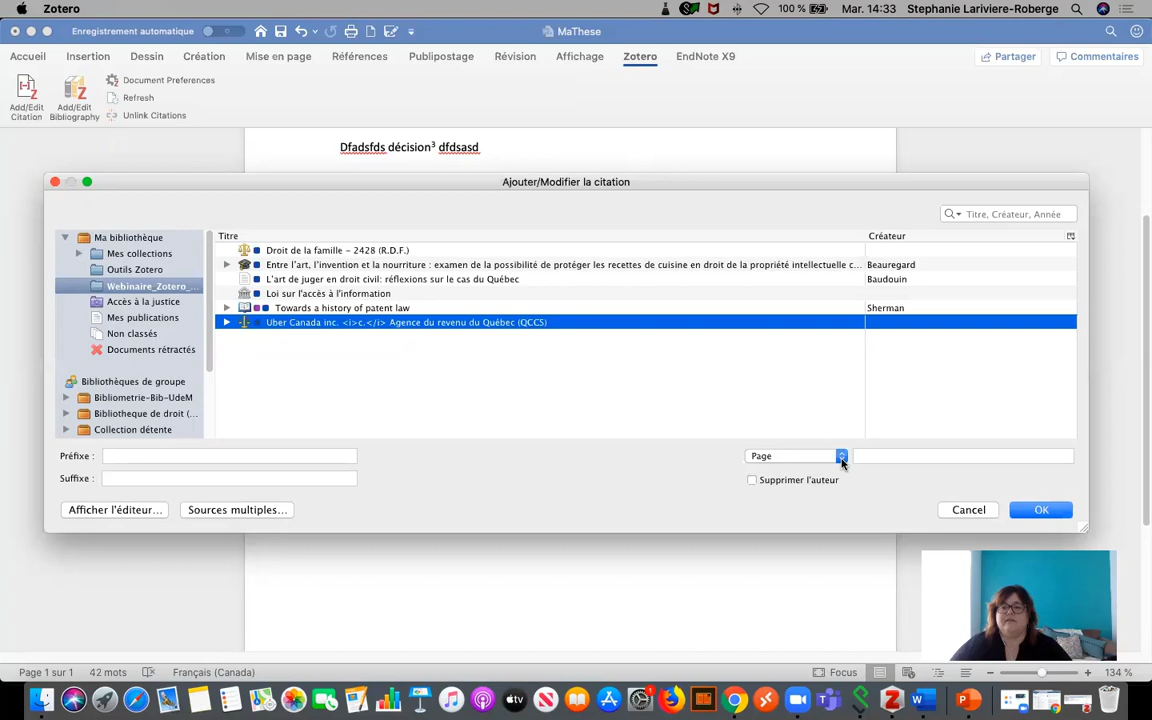 Zotero 100 % Mar. 14:33 Stephanie Lariviere-Roberge
Enregistrement automatique MaThese
Accueil Insertion Dessin Création Mise en page Références Publipostage Révision Affichage Zotero EndNote X9 Partager Commentaires
Add/Edit Citation
Add/Edit Bibliography
Document Preferences
Refresh
Unlink Citations
Dfadsfds décision³ dfdsasd
Ajouter/Modifier la citation
Titre, Créateur, Année
Ma bibliothèque
Mes collections
Outils Zotero
Webinaire_Zotero_...
Accès à la justice
Mes publications
Non classés
Documents rétractés
Bibliothèques de groupe
Bibliometrie-Bib-UdeM
Bibliotheque de droit (...
Collection détente
Titre Créateur
Droit de la famille – 2428 (R.D.F.)
Entre l'art, l'invention et la nourriture : examen de la possibilité de protéger les recettes de cuisine en droit de la propriété intellectuelle c... Beauregard
L'art de juger en droit civil: réflexions sur le cas du Québec Baudouin
Loi sur l'accès à l'information
Towards a history of patent law Sherman
Uber Canada inc. <i>c.</i> Agence du revenu du Québec (QCCS)
Préfixe :
Suffixe :
Page
Supprimer l'auteur
Afficher l'éditeur... Sources multiples... Cancel OK
Page 1 sur 1 42 mots Français (Canada) Focus 134 %